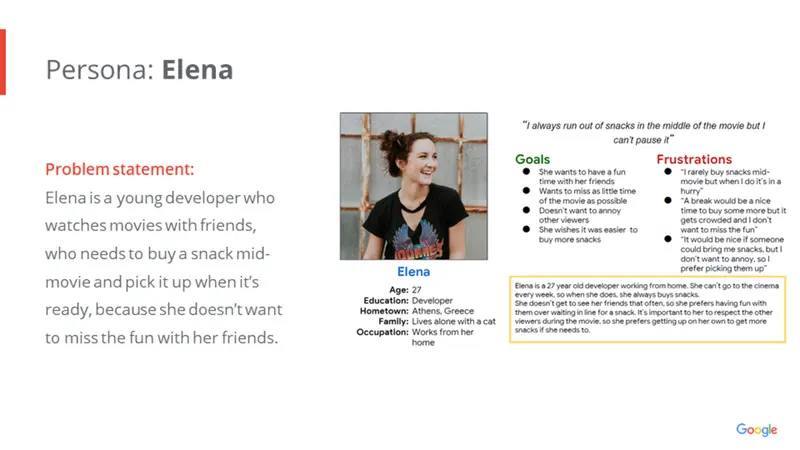 Persona: Elena
Problem statement:
Elena is a young developer who
watches movies with friends,
who needs to buy a snack mid-
movie and pick it up when it's
ready, because she doesn't want
to miss the fun with her friends.
JOURNEY
Elena
Age: 27
Education: Developer
Hometown: Athens, Greece
Family: Lives alone with a cat
Occupation: Works from her
home
"I always run out of snacks in the middle of the movie but I
can't pause it"
Goals
● She wants to have a fun
time with her friends
● Wants to miss as little time
of the movie as possible
● Doesn't want to annoy
other viewers
● She wishes it was easier to
buy more snacks
Frustrations
● "I rarely buy snacks mid-
movie but when I do it's in a
hurry"
● "A break would be a nice
time to buy some more but it
gets crowded and I don't
want to miss the fun"
● "It would be nice if someone
could bring me snacks, but I
don't want to annoy, so I
prefer picking them up"
Elena is a 27 year old developer working from home. She can't go to the cinema
every week, so when she does, she always buys snacks.
She doesn't get to see her friends that often, so she prefers having fun with
them over waiting in line for a snack. It's important to her to respect the other
viewers during the movie, so she prefers getting up on her own to get more
snacks if she needs to.
Google